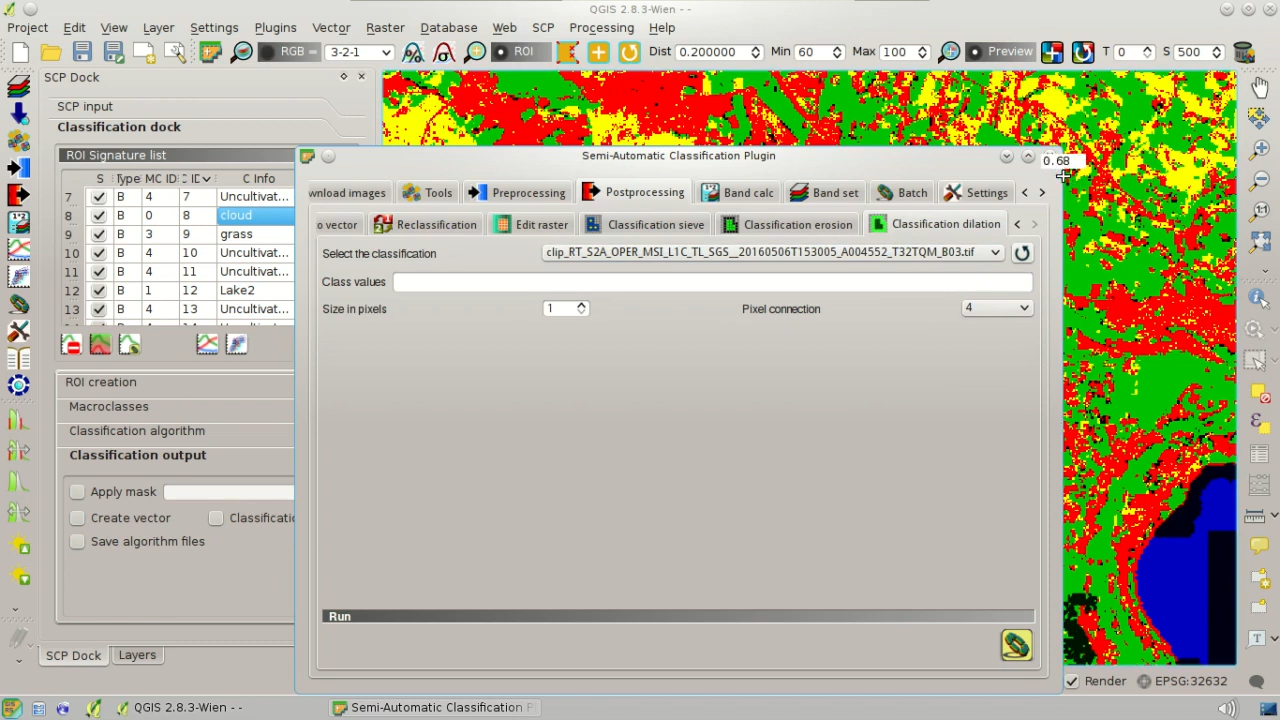 QGIS 2.8.3-Wien - -
Project Edit View Layer Settings Plugins Vector Raster Database Web SCP Processing Help
RGB = 3-2-1 ROI Dist 0.200000 Min 60 Max 100 Preview T 0 S 500
SCP Dock
SCP input
Classification dock
ROI Signature list
S Type MC ID C Info
7 B 4 7 Uncultivat...
8 B 0 8 cloud
9 B 3 9 grass
10 B 4 10 Uncultivat...
11 B 4 11 Uncultivat...
12 B 1 12 Lake2
13 B 4 13 Uncultivat...
ROI creation
Macroclasses
Classification algorithm
Classification output
Apply mask
Create vector Classificatio
Save algorithm files
SCP Dock Layers
Semi-Automatic Classification Plugin
0.68
wnload images Tools Preprocessing Postprocessing Band calc Band set Batch Settings
o vector Reclassification Edit raster Classification sieve Classification erosion Classification dilation
Select the classification clip_RT_S2A_OPER_MSI_L1C_TL_SGS__20160506T153005_A004552_T32TQM_B03.tif
Class values
Size in pixels 1 Pixel connection 4
Run
Render EPSG:32632
QGIS 2.8.3-Wien - - Semi-Automatic Classification P